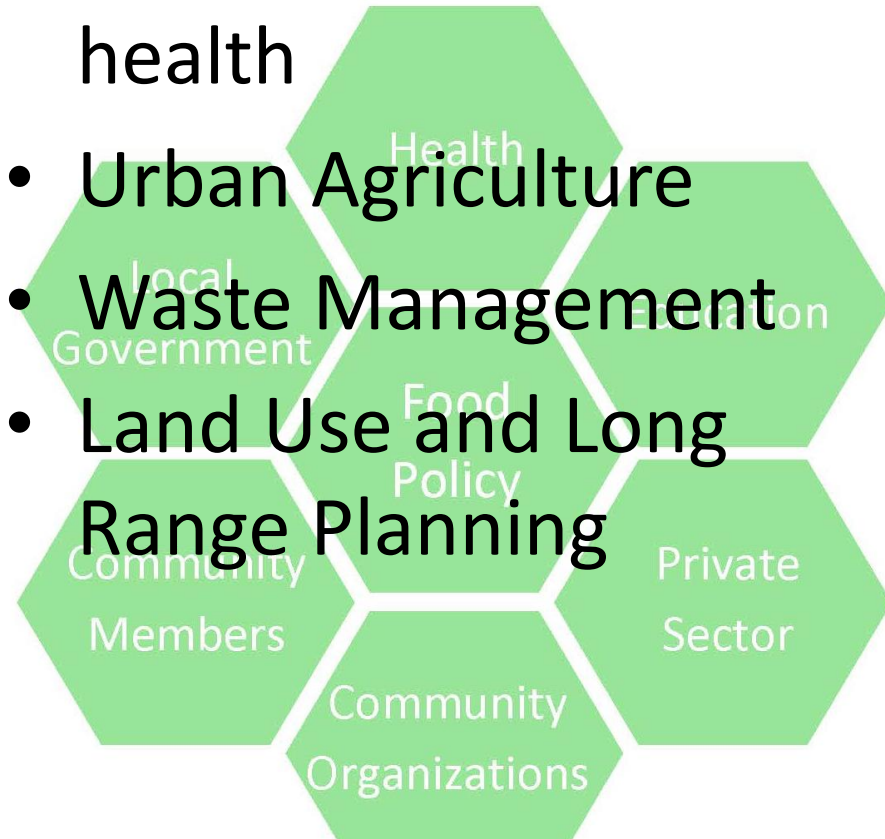 health
• Urban Agriculture
• Waste Management
• Land Use and Long
Range Planning
Health
Local
Government
Education
Food
Policy
Community
Members
Private
Sector
Community
Organizations